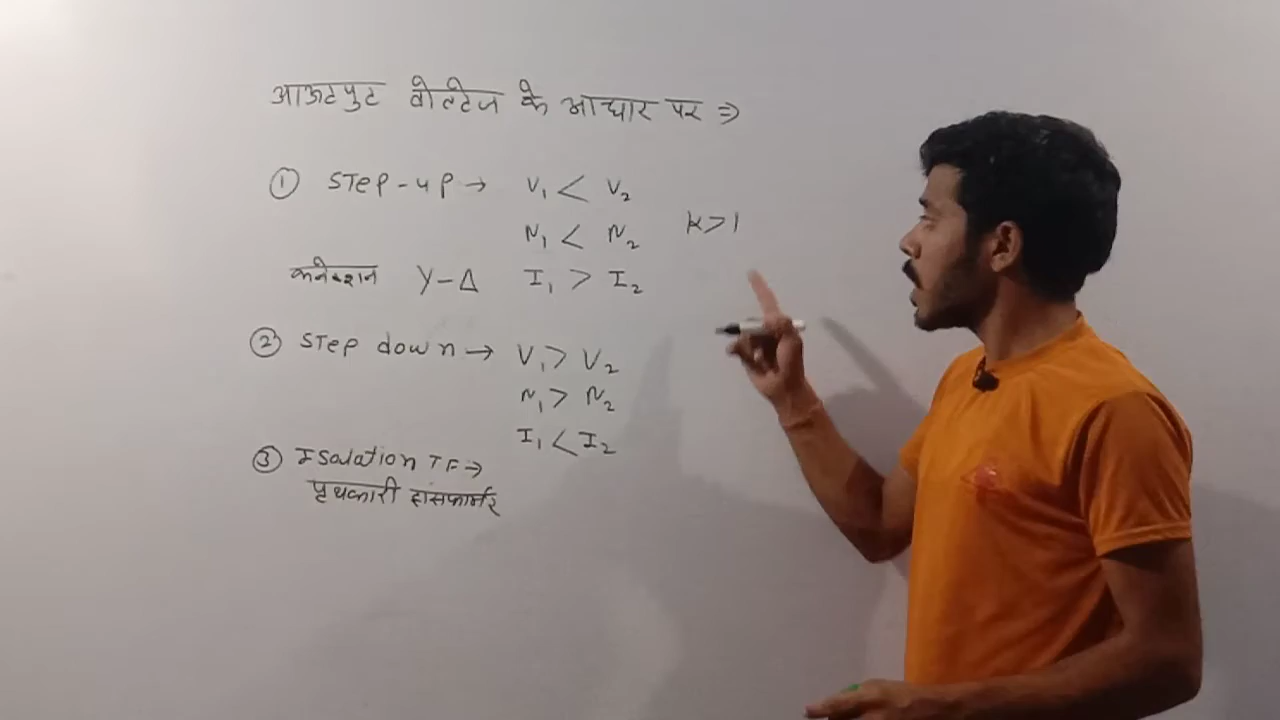 आऊटपुट वोल्टेज के आधार पर ⇒
① Step-up → V₁ < V₂
N₁ < N₂ K > 1
कनेक्शन Y-Δ I₁ > I₂
② Step down → V₁ > V₂
N₁ > N₂
I₁ < I₂
③ Isolation TF →
पृथकारी ट्रांसफार्मर